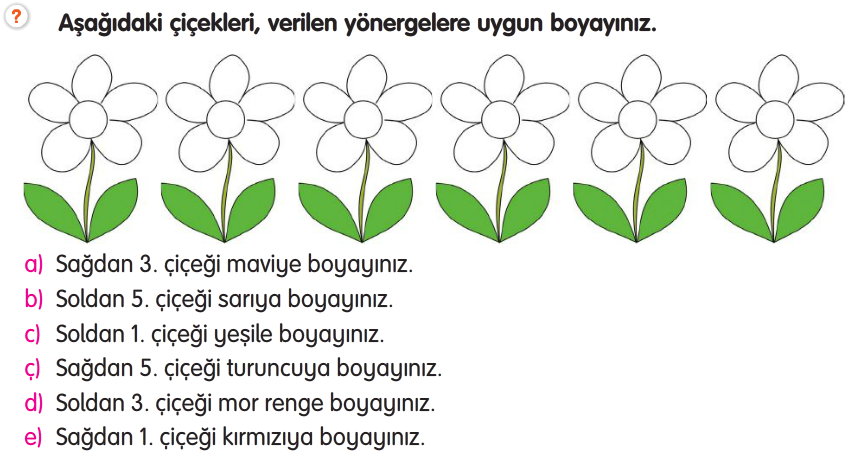 ?
Aşağıdaki çiçekleri, verilen yönergelere uygun boyayınız.
a) Sağdan 3. çiçeği maviye boyayınız.
b) Soldan 5. çiçeği sarıya boyayınız.
c) Soldan 1. çiçeği yeşile boyayınız.
ç) Sağdan 5. çiçeği turuncuya boyayınız.
d) Soldan 3. çiçeği mor renge boyayınız.
e) Sağdan 1. çiçeği kırmızıya boyayınız.